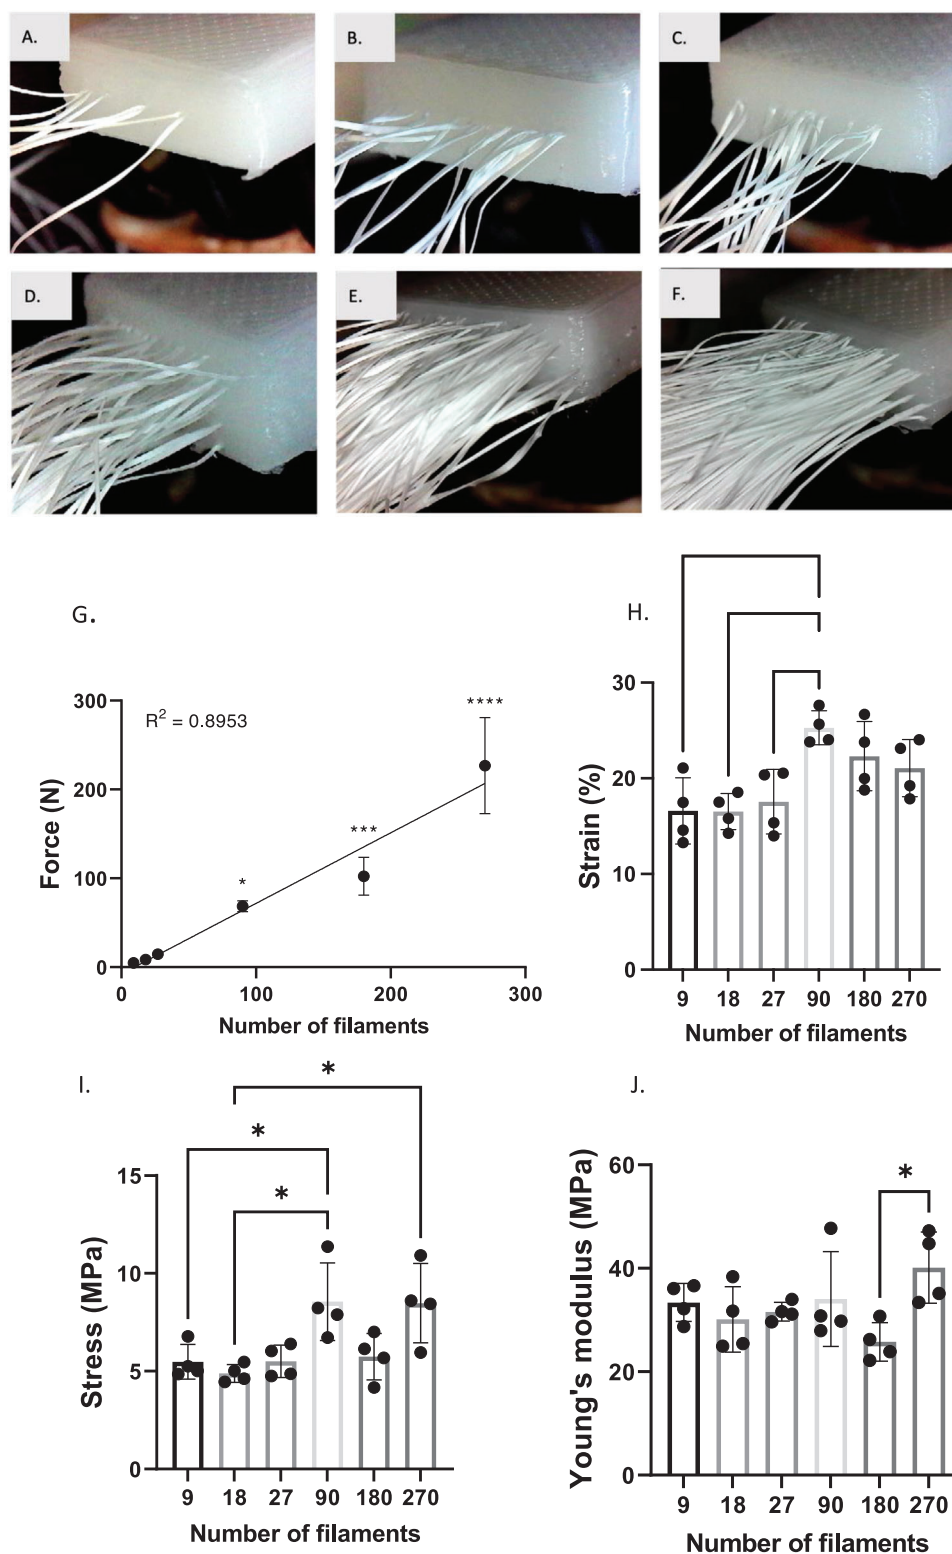 A.
B.
C.
D.
E.
F.
G.
R² = 0.8953
Force (N)
300
200
100
0
*
***
****
0 100 200 300
Number of filaments
H.
Strain (%)
30
20
10
0
9 18 27 90 180 270
Number of filaments
I.
*
*
*
Stress (MPa)
15
10
5
0
9 18 27 90 180 270
Number of filaments
J.
*
Young's modulus (MPa)
60
40
20
0
9 18 27 90 180 270
Number of filaments